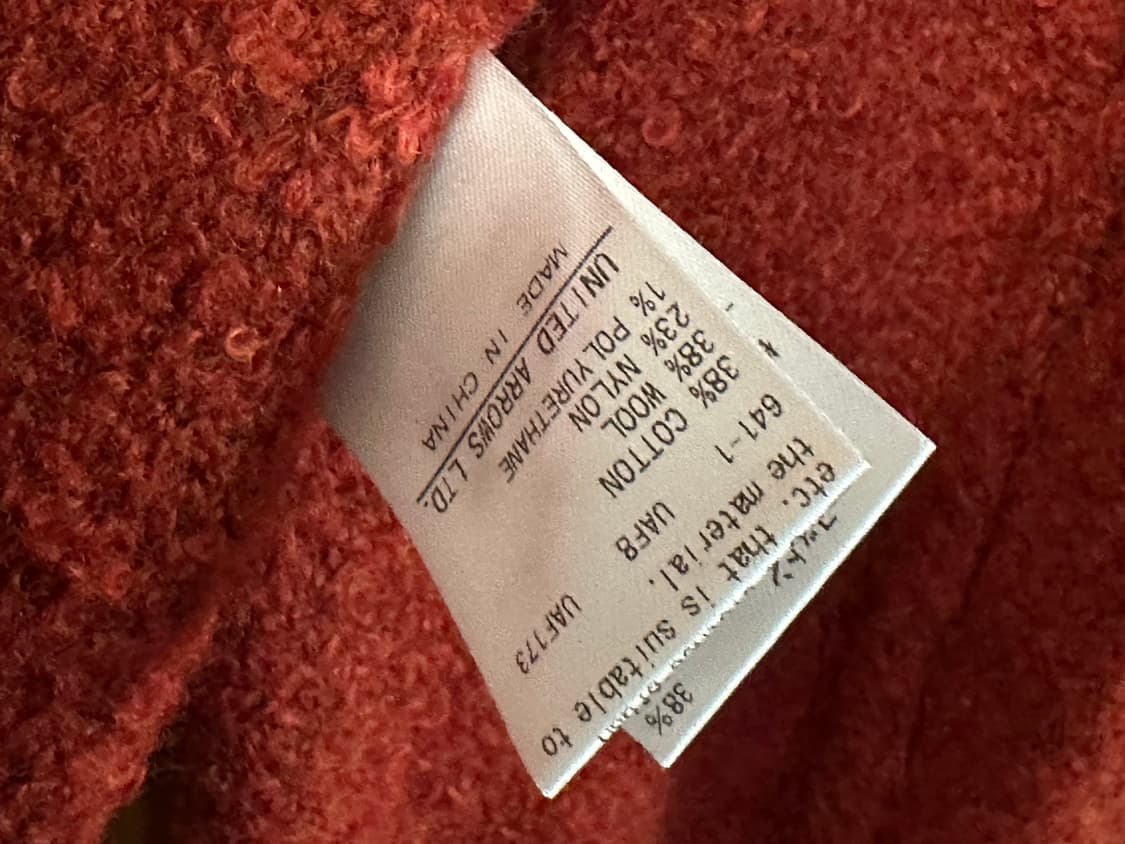 etc. that is suitable to
the material.
641-1 UAF8 UAF173
38% COTTON
38% WOOL
23% NYLON
1% POLYURETHANE
UNITED ARROWS LTD.
MADE IN CHINA
38%